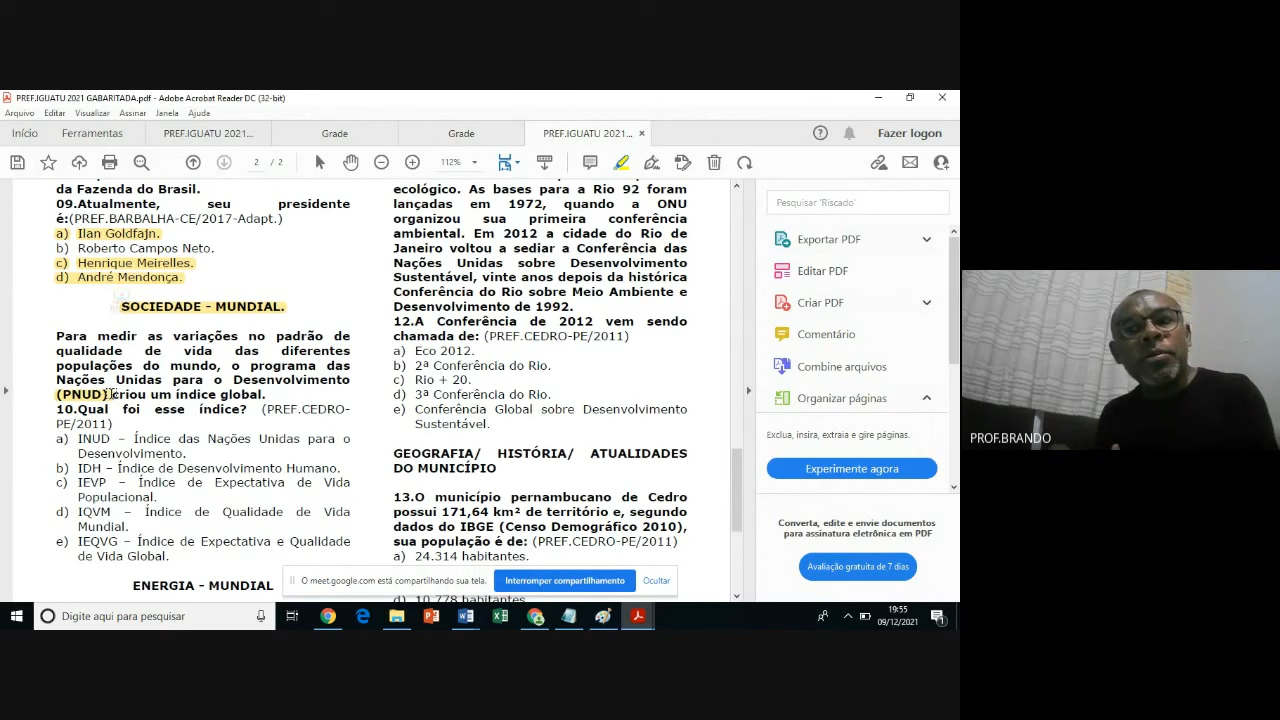 PREF.IGUATU 2021 GABARITADA.pdf - Adobe Acrobat Reader DC (32-bit)
Arquivo Editar Visualizar Assinar Janela Ajuda
Início Ferramentas PREF.IGUATU 2021... Grade Grade PREF.IGUATU 2021... × Fazer logon
2 / 2 112%
da Fazenda do Brasil.
09.Atualmente, seu presidente
é:(PREF.BARBALHA-CE/2017-Adapt.)
a) Ilan Goldfajn.
b) Roberto Campos Neto.
c) Henrique Meirelles.
d) André Mendonça.
SOCIEDADE - MUNDIAL.
Para medir as variações no padrão de
qualidade de vida das diferentes
populações do mundo, o programa das
Nações Unidas para o Desenvolvimento
(PNUD) criou um índice global.
10.Qual foi esse índice? (PREF.CEDRO-
PE/2011)
a) INUD – Índice das Nações Unidas para o
Desenvolvimento.
b) IDH – Índice de Desenvolvimento Humano.
c) IEVP – Índice de Expectativa de Vida
Populacional.
d) IQVM – Índice de Qualidade de Vida
Mundial.
e) IEQVG – Índice de Expectativa e Qualidade
de Vida Global.
ENERGIA - MUNDIAL
ecológico. As bases para a Rio 92 foram
lançadas em 1972, quando a ONU
organizou sua primeira conferência
ambiental. Em 2012 a cidade do Rio de
Janeiro voltou a sediar a Conferência das
Nações Unidas sobre Desenvolvimento
Sustentável, vinte anos depois da histórica
Conferência do Rio sobre Meio Ambiente e
Desenvolvimento de 1992.
12.A Conferência de 2012 vem sendo
chamada de: (PREF.CEDRO-PE/2011)
a) Eco 2012.
b) 2ª Conferência do Rio.
c) Rio + 20.
d) 3ª Conferência do Rio.
e) Conferência Global sobre Desenvolvimento
Sustentável.
GEOGRAFIA/ HISTÓRIA/ ATUALIDADES
DO MUNICÍPIO
13.O município pernambucano de Cedro
possui 171,64 km² de território e, segundo
dados do IBGE (Censo Demográfico 2010),
sua população é de: (PREF.CEDRO-PE/2011)
a) 24.314 habitantes.
d) 10.778 habitantes
Pesquisar 'Riscado'
Exportar PDF
Editar PDF
Criar PDF
Comentário
Combine arquivos
Organizar páginas
Exclua, insira, extraia e gire páginas.
Experimente agora
Converta, edite e envie documentos
para assinatura eletrônica em PDF
Avaliação gratuita de 7 dias
O meet.google.com está compartilhando sua tela. Interromper compartilhamento Ocultar
Digite aqui para pesquisar
19:55
09/12/2021
1
PROF.BRANDO